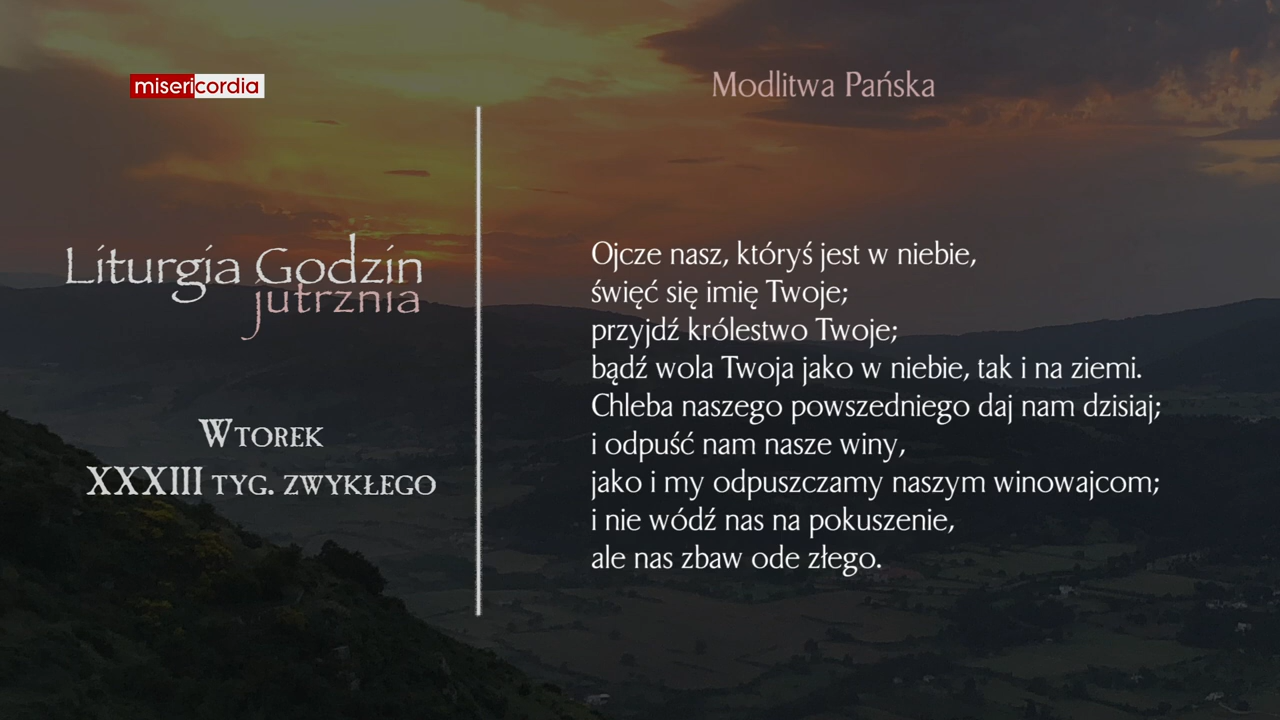 misericordia
Liturgia Godzin
jutrznia
Wtorek
XXXIII tyg. zwykłego
Modlitwa Pańska
Ojcze nasz, któryś jest w niebie,
święć się imię Twoje;
przyjdź królestwo Twoje;
bądź wola Twoja jako w niebie, tak i na ziemi.
Chleba naszego powszedniego daj nam dzisiaj;
i odpuść nam nasze winy,
jako i my odpuszczamy naszym winowajcom;
i nie wódź nas na pokuszenie,
ale nas zbaw ode złego.